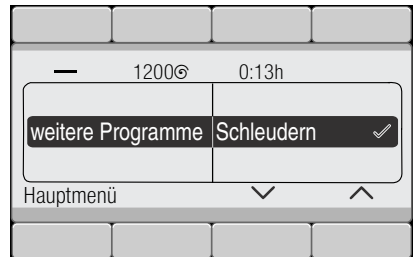 — 1200 0:13h
weitere Programme Schleudern ✓
Hauptmenü